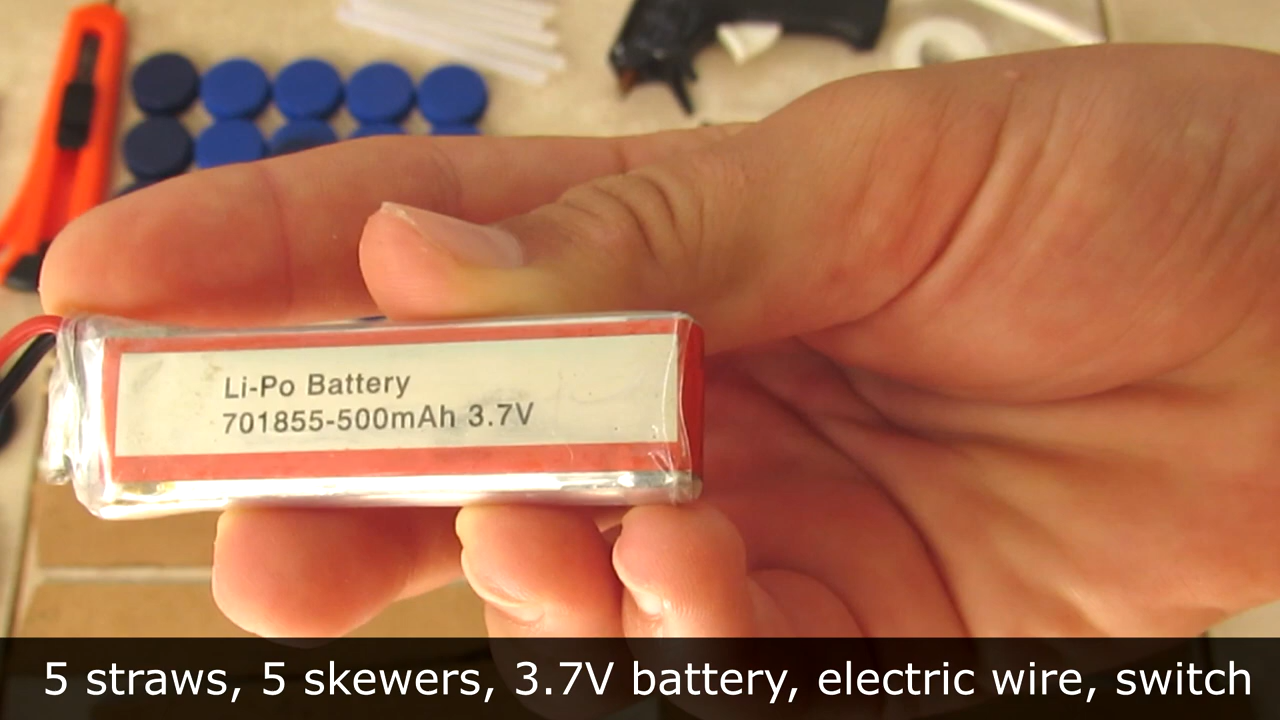 Li-Po Battery
701855-500mAh 3.7V
5 straws, 5 skewers, 3.7V battery, electric wire, switch